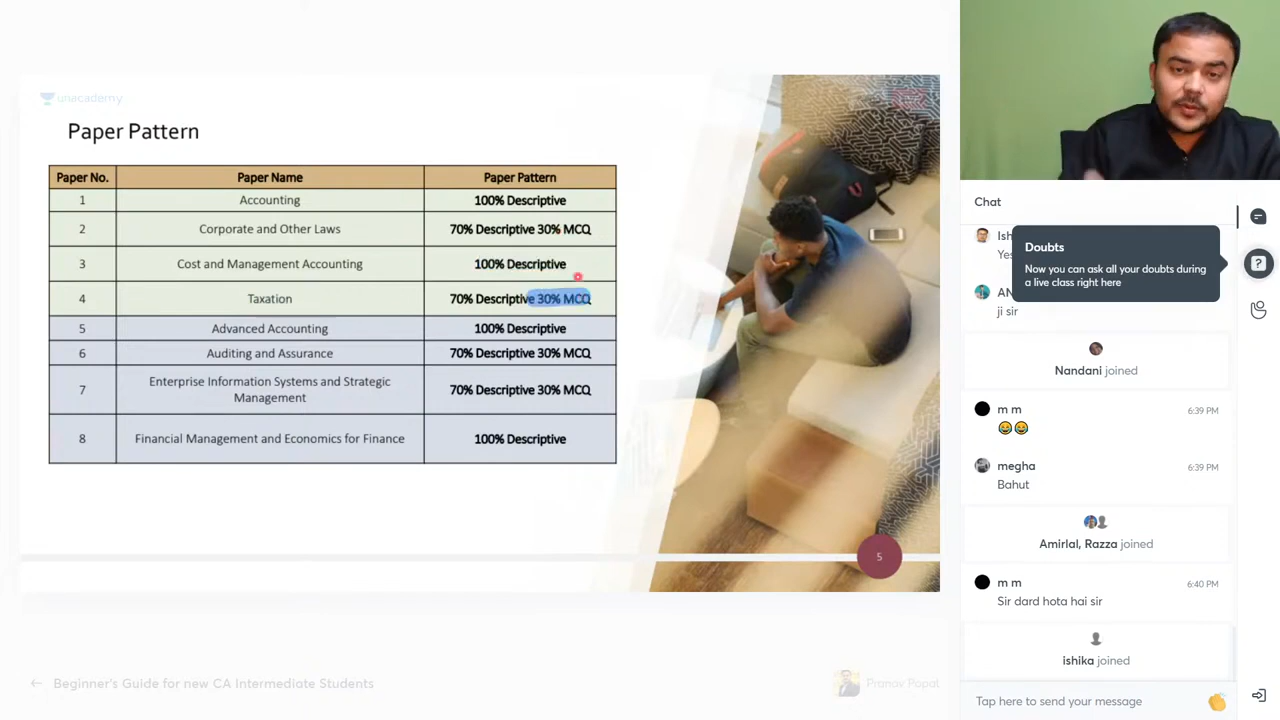 unacademy
Paper Pattern
Paper No. Paper Name Paper Pattern
1 Accounting 100% Descriptive
2 Corporate and Other Laws 70% Descriptive 30% MCQ
3 Cost and Management Accounting 100% Descriptive
4 Taxation 70% Descriptive 30% MCQ
5 Advanced Accounting 100% Descriptive
6 Auditing and Assurance 70% Descriptive 30% MCQ
7 Enterprise Information Systems and Strategic
Management 70% Descriptive 30% MCQ
8 Financial Management and Economics for Finance 100% Descriptive
5
← Beginner's Guide for new CA Intermediate Students
Pranav Popat
Chat
Ish
Yes
Doubts
Now you can ask all your doubts during
a live class right here
?
AN
ji sir
Nandani joined
m m 6:39 PM
😂😂
megha 6:39 PM
Bahut
Amirlal, Razza joined
m m 6:40 PM
Sir dard hota hai sir
ishika joined
Tap here to send your message